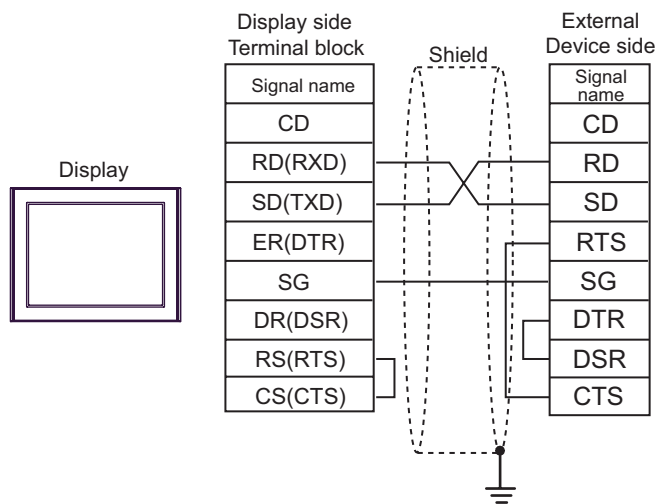 Display side
Terminal block
Signal name
CD
RD(RXD)
SD(TXD)
ER(DTR)
SG
DR(DSR)
RS(RTS)
CS(CTS)
Shield
External
Device side
Signal
name
CD
RD
SD
RTS
SG
DTR
DSR
CTS
Display